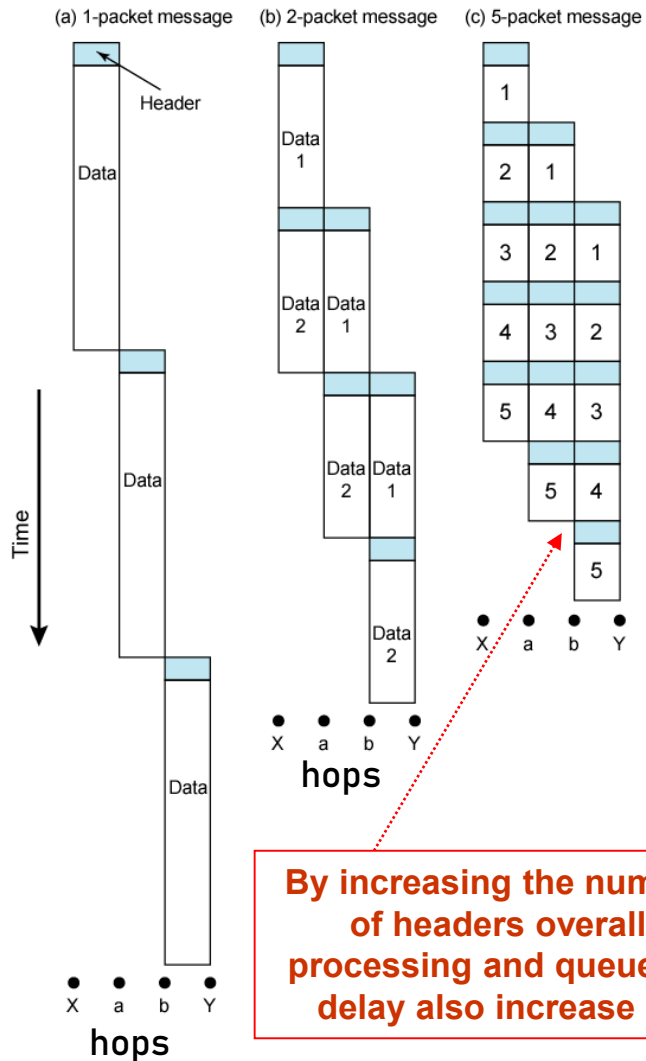 (a) 1-packet message
Header
Data
Data
Data
X a b Y
hops
Time
(b) 2-packet message
Data
1
Data
2
Data
1
Data
2
Data
1
Data
2
X a b Y
hops
(c) 5-packet message
1
2 1
3 2 1
4 3 2
5 4 3
5 4
5
X a b Y
By increasing the num
of headers overall
processing and queue
delay also increase